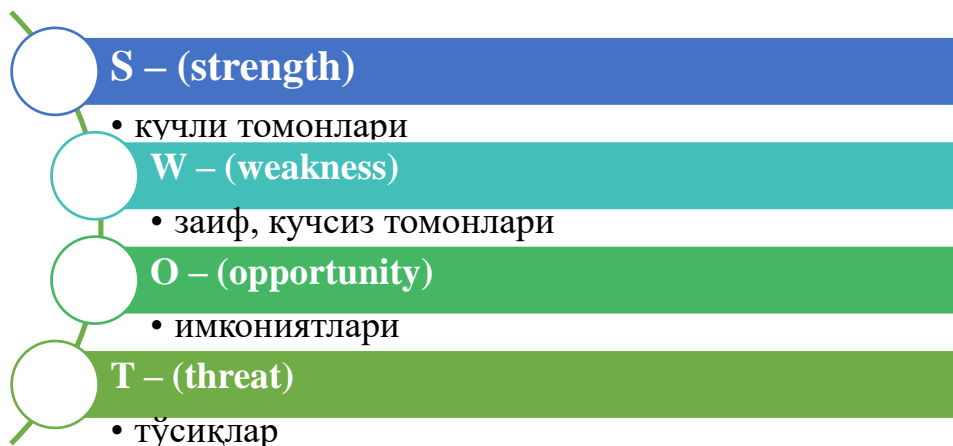 S – (strength)
• кучли томонлари
W – (weakness)
• заиф, кучсиз томонлари
O – (opportunity)
• имкониятлари
T – (threat)
• тўсиқлар